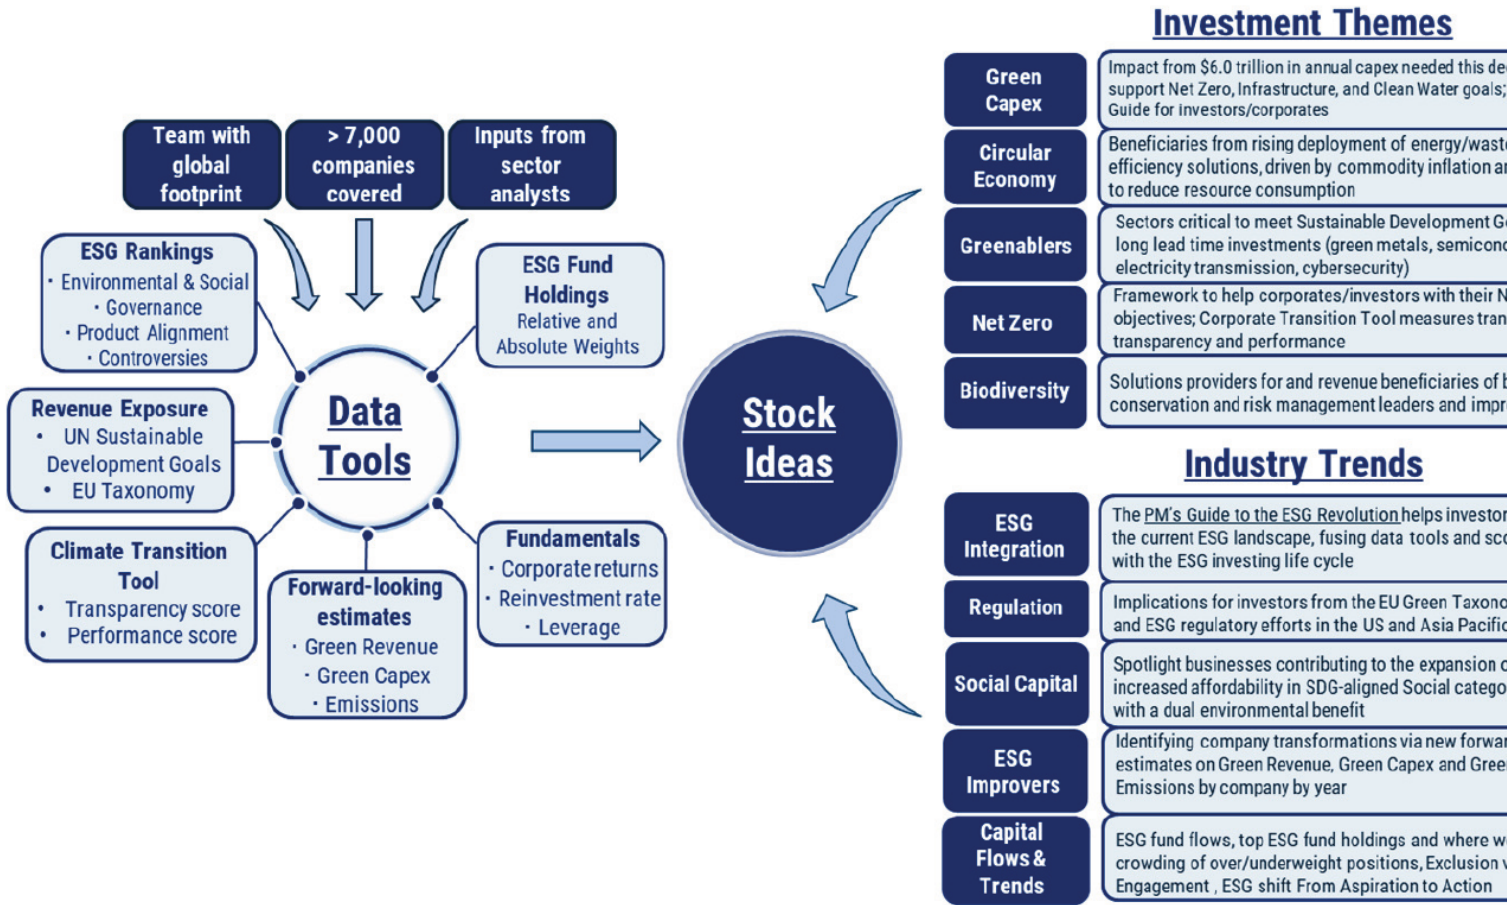 Team with
global
footprint
> 7,000
companies
covered
Inputs from
sector
analysts
ESG Rankings
· Environmental & Social
· Governance
· Product Alignment
· Controversies
ESG Fund
Holdings
Relative and
Absolute Weights
Revenue Exposure
• UN Sustainable
Development Goals
• EU Taxonomy
Data
Tools
Climate Transition
Tool
• Transparency score
• Performance score
Forward-looking
estimates
· Green Revenue
· Green Capex
· Emissions
Fundamentals
· Corporate returns
· Reinvestment rate
· Leverage
Stock
Ideas
Investment Themes
Green
Capex
Impact from $6.0 trillion in annual capex needed this
support Net Zero, Infrastructure, and Clean Water goals;
Guide for investors/corporates
Circular
Economy
Beneficiaries from rising deployment of energy/waste
efficiency solutions, driven by commodity inflation
to reduce resource consumption
Greenablers
Sectors critical to meet Sustainable Development
long lead time investments (green metals,
electricity transmission, cybersecurity)
Net Zero
Framework to help corporates/investors with their
objectives; Corporate Transition Tool measures
transparency and performance
Biodiversity
Solutions providers for and revenue beneficiaries of
conservation and risk management leaders and
Industry Trends
ESG
Integration
The PM's Guide to the ESG Revolution helps
the current ESG landscape, fusing data tools and
with the ESG investing life cycle
Regulation
Implications for investors from the EU Green
and ESG regulatory efforts in the US and Asia Pacific
Social Capital
Spotlight businesses contributing to the expansion
increased affordability in SDG-aligned Social
with a dual environmental benefit
ESG
Improvers
Identifying company transformations via new
estimates on Green Revenue, Green Capex and
Emissions by company by year
Capital
Flows &
Trends
ESG fund flows, top ESG fund holdings and where
crowding of over/underweight positions, Exclusion
Engagement , ESG shift From Aspiration to Action